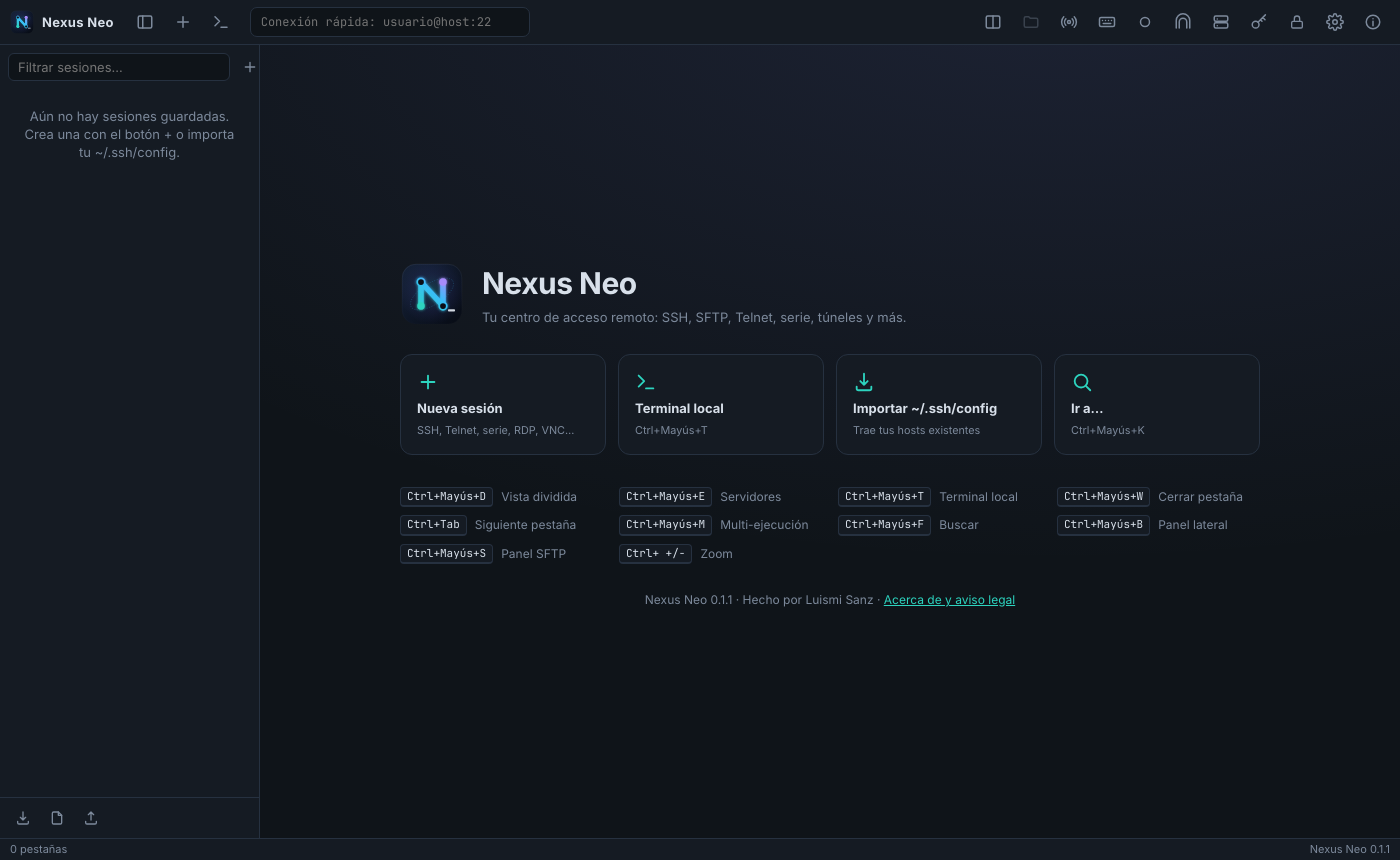 Nexus Neo
Conexión rápida: usuario@host:22
Filtrar sesiones...
Aún no hay sesiones guardadas.
Crea una con el botón + o importa
tu ~/.ssh/config.
Nexus Neo
Tu centro de acceso remoto: SSH, SFTP, Telnet, serie, túneles y más.
Nueva sesión
SSH, Telnet, serie, RDP, VNC...
Terminal local
Ctrl+Mayús+T
Importar ~/.ssh/config
Trae tus hosts existentes
Ir a...
Ctrl+Mayús+K
Ctrl+Mayús+D Vista dividida
Ctrl+Mayús+E Servidores
Ctrl+Mayús+T Terminal local
Ctrl+Mayús+W Cerrar pestaña
Ctrl+Tab Siguiente pestaña
Ctrl+Mayús+M Multi-ejecución
Ctrl+Mayús+F Buscar
Ctrl+Mayús+B Panel lateral
Ctrl+Mayús+S Panel SFTP
Ctrl+ +/- Zoom
Nexus Neo 0.1.1 · Hecho por Luismi Sanz · Acerca de y aviso legal
0 pestañas
Nexus Neo 0.1.1